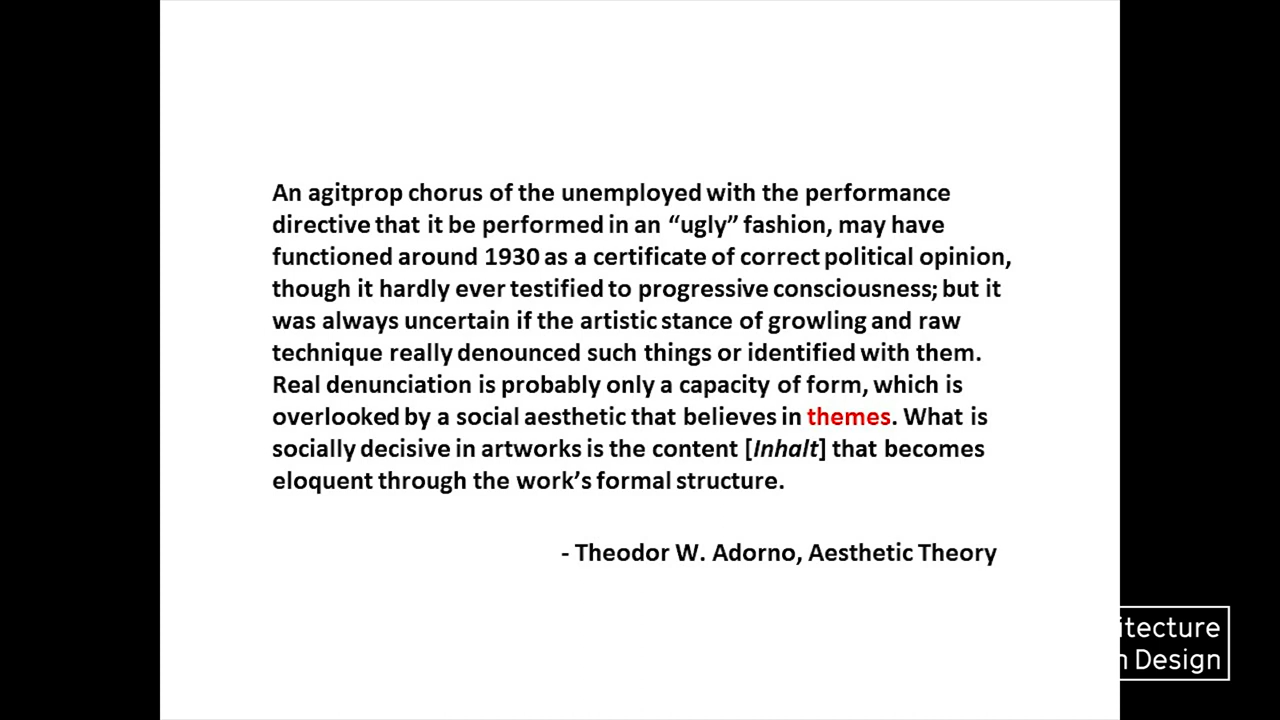 An agitprop chorus of the unemployed with the performance
directive that it be performed in an “ugly” fashion, may have
functioned around 1930 as a certificate of correct political opinion,
though it hardly ever testified to progressive consciousness; but it
was always uncertain if the artistic stance of growling and raw
technique really denounced such things or identified with them.
Real denunciation is probably only a capacity of form, which is
overlooked by a social aesthetic that believes in themes. What is
socially decisive in artworks is the content [Inhalt] that becomes
eloquent through the work’s formal structure.
- Theodor W. Adorno, Aesthetic Theory
itecture
n Design